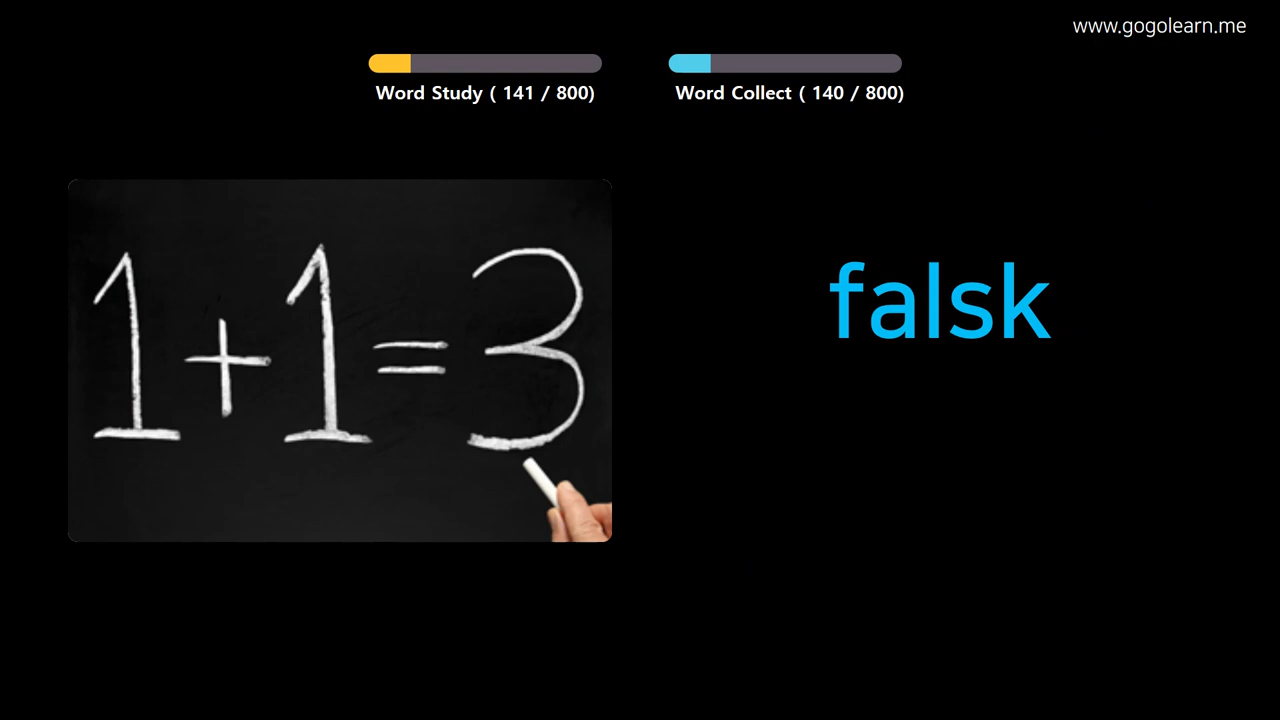 www.gogolearn.me
Word Study ( 141 / 800)
Word Collect ( 140 / 800)
1 + 1 = 3
falsk